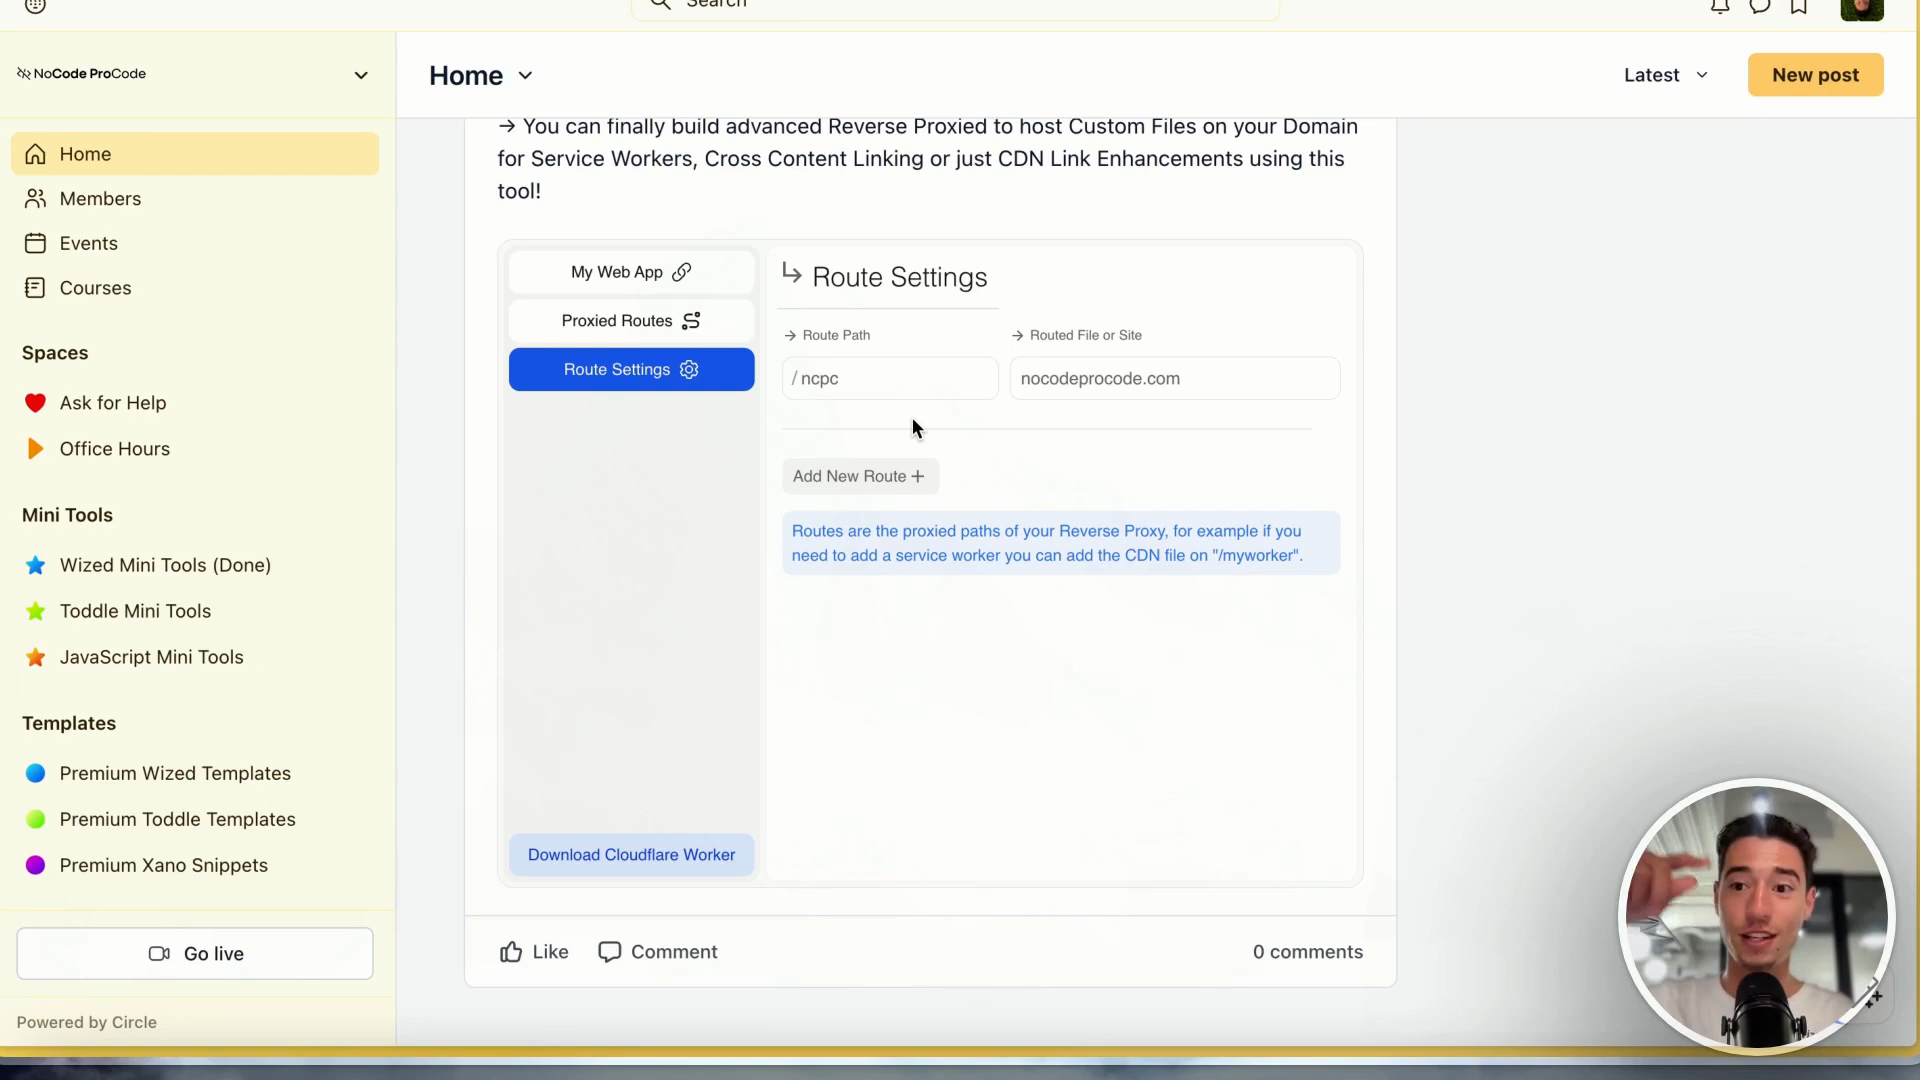 Search
NoCode ProCode
Home
Latest
New post
Home
Members
Events
Courses
Spaces
Ask for Help
Office Hours
Mini Tools
Wized Mini Tools (Done)
Toddle Mini Tools
JavaScript Mini Tools
Templates
Premium Wized Templates
Premium Toddle Templates
Premium Xano Snippets
Go live
Powered by Circle
→ You can finally build advanced Reverse Proxied to host Custom Files on your Domain
for Service Workers, Cross Content Linking or just CDN Link Enhancements using this
tool!
My Web App
Proxied Routes
Route Settings
Download Cloudflare Worker
Route Settings
→ Route Path
→ Routed File or Site
/ ncpc
nocodeprocode.com
Add New Route +
Routes are the proxied paths of your Reverse Proxy, for example if you
need to add a service worker you can add the CDN file on "/myworker".
Like
Comment
0 comments